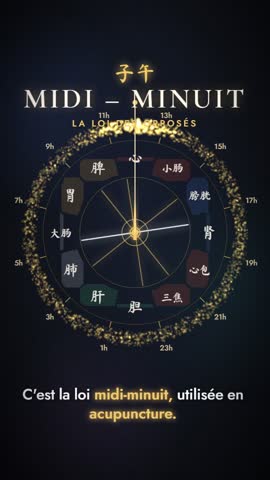 子午
MIDI – MINUIT
LA LOI DES OPPOSÉS
11h
13h
9h
15h
脾
心
小肠
胃
膀胱
7h
17h
大肠
肾
肺
心包
5h
19h
肝
胆
三焦
3h
21h
1h
23h
C'est la loi midi-minuit, utilisée en
acupuncture.